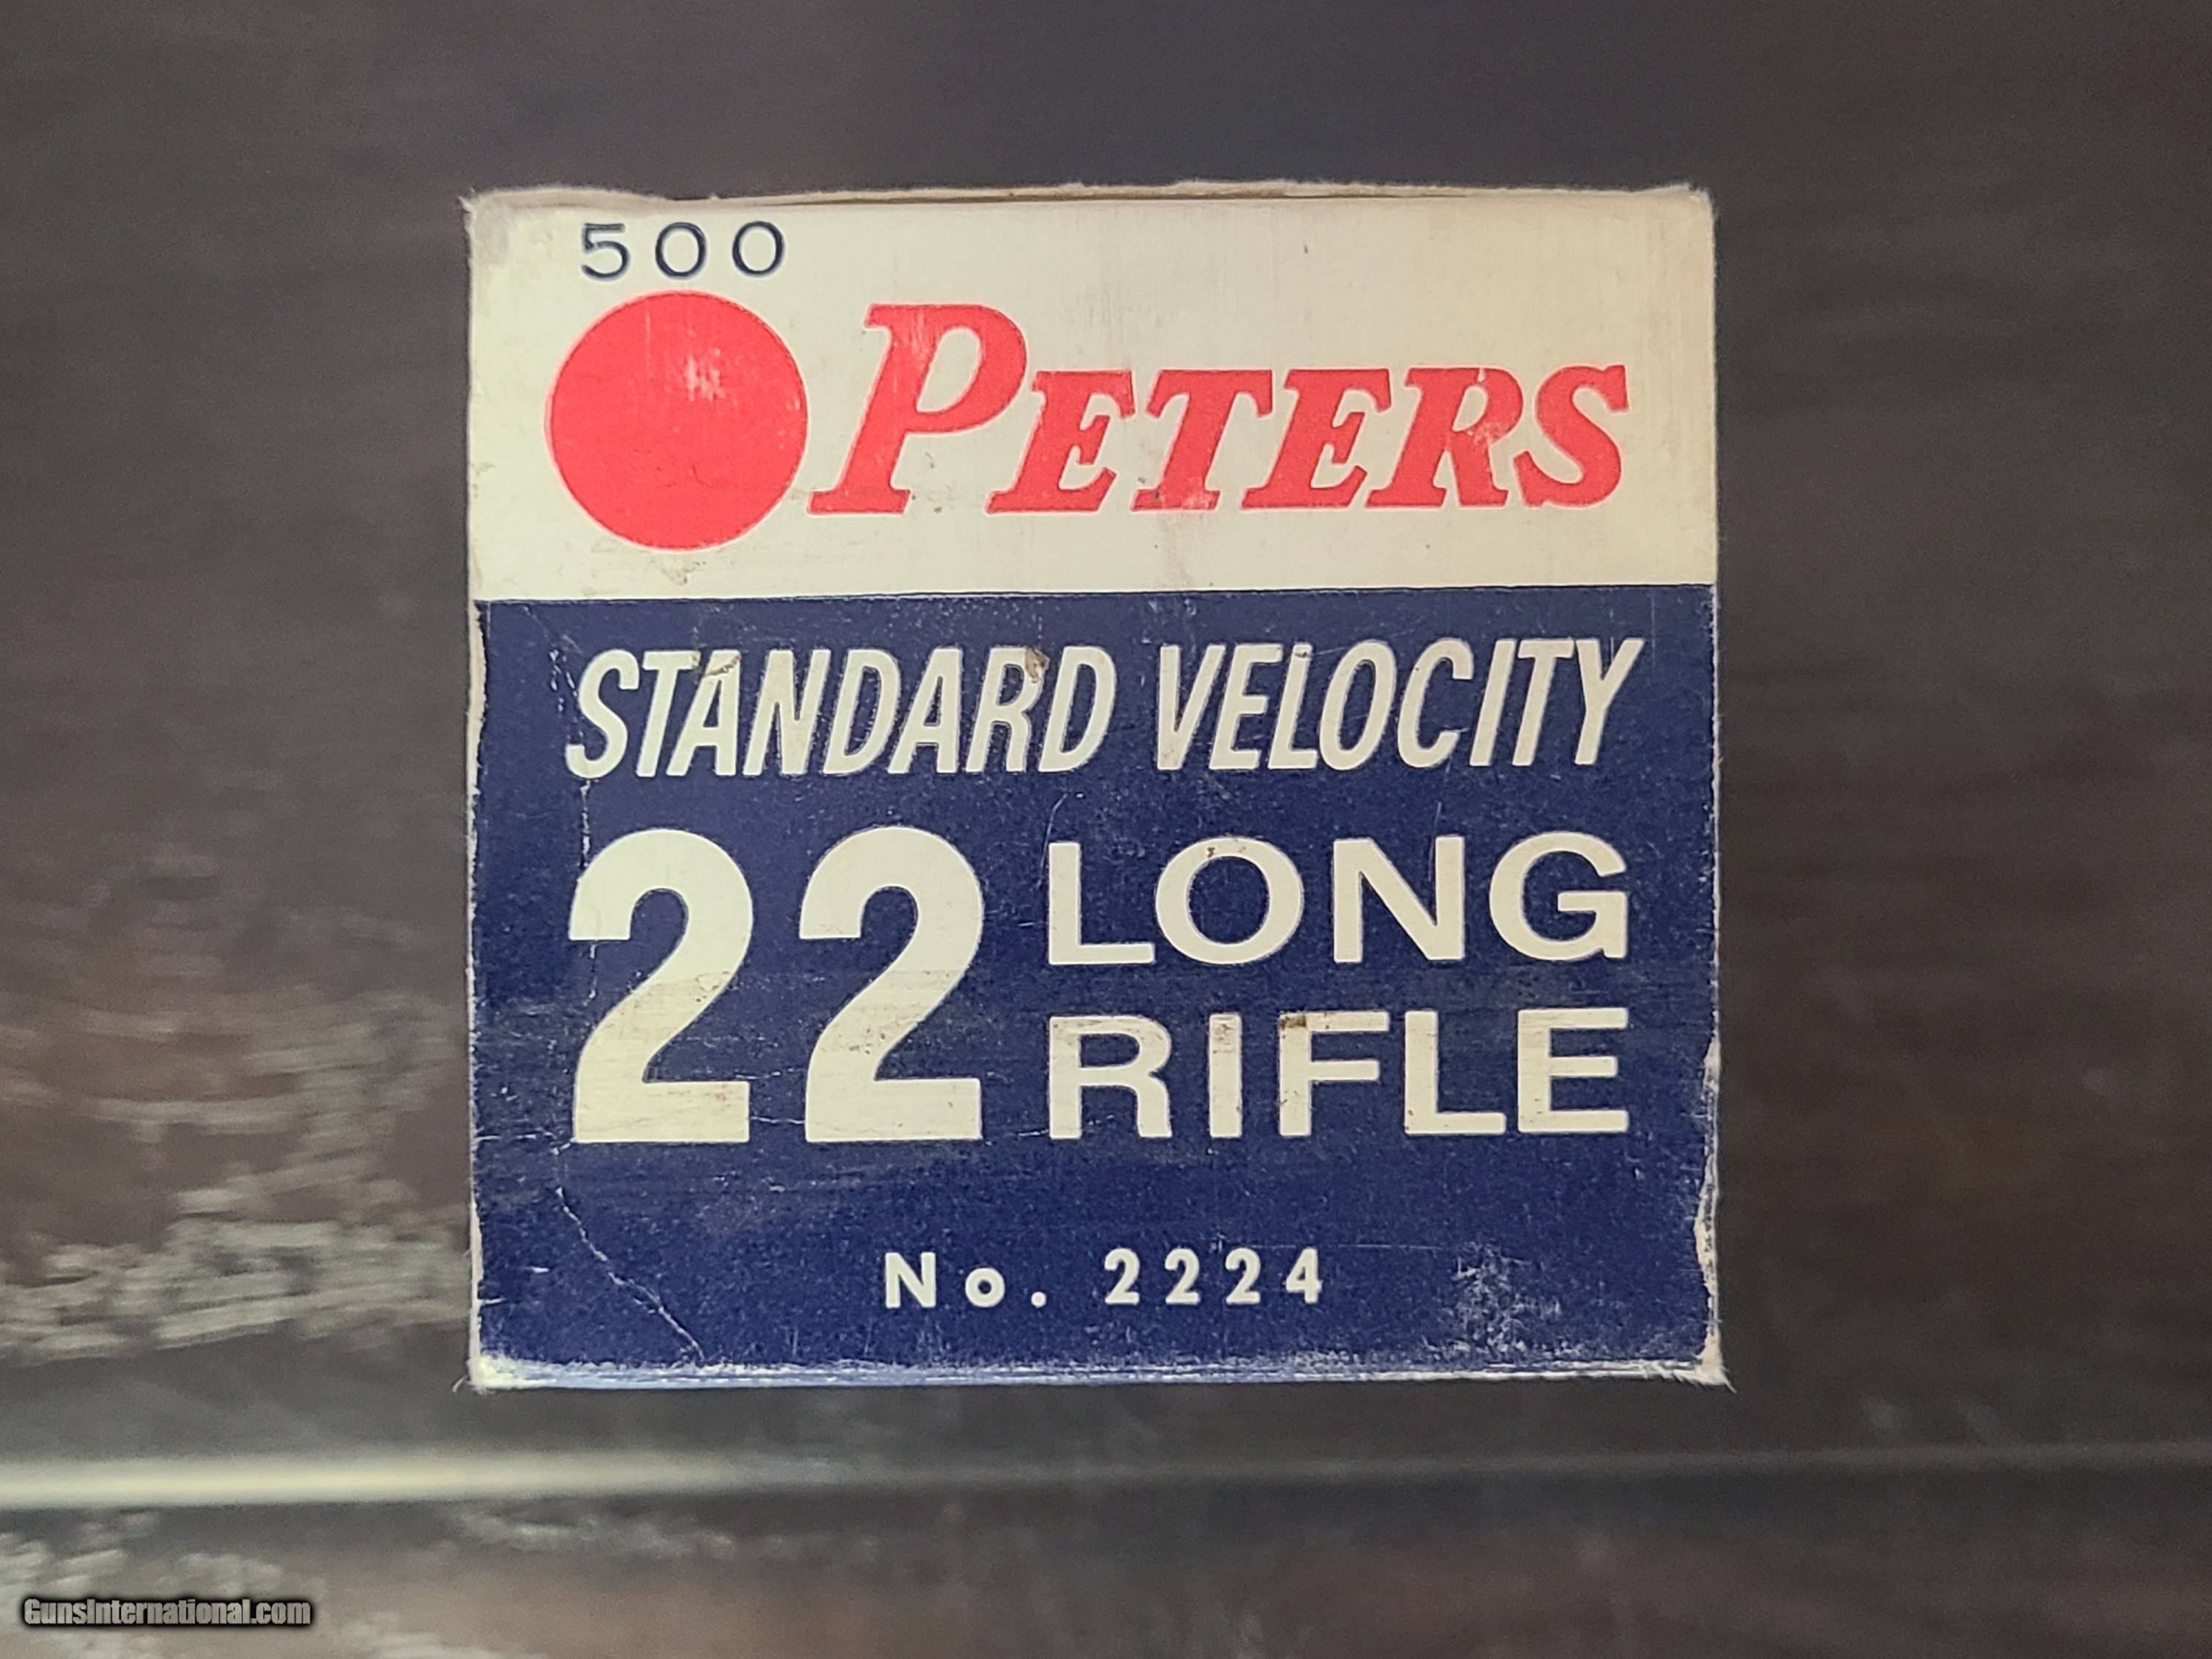 500
PETERS
STANDARD VELOCITY
22 LONG
RIFLE
No. 2224
GunsInternational.com